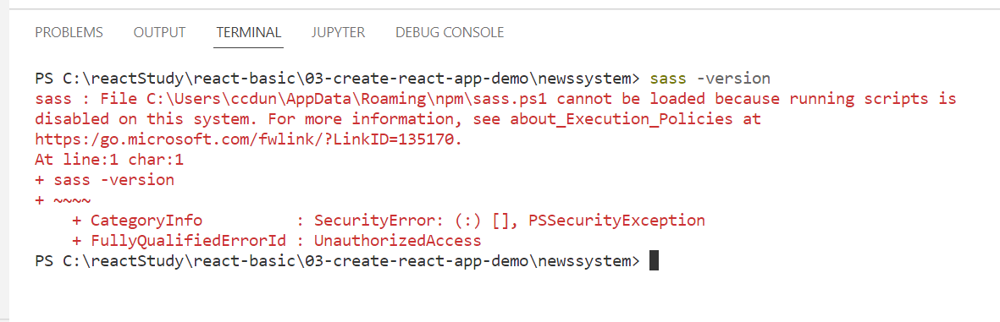 PROBLEMS OUTPUT TERMINAL JUPYTER DEBUG CONSOLE
PS C:\reactStudy\react-basic\03-create-react-app-demo\newssystem> sass -version
sass : File C:\Users\ccdun\AppData\Roaming\npm\sass.ps1 cannot be loaded because running scripts is
disabled on this system. For more information, see about_Execution_Policies at
https:/go.microsoft.com/fwlink/?LinkID=135170.
At line:1 char:1
+ sass -version
+ ~~~~
    + CategoryInfo          : SecurityError: (:) [], PSSecurityException
    + FullyQualifiedErrorId : UnauthorizedAccess
PS C:\reactStudy\react-basic\03-create-react-app-demo\newssystem>